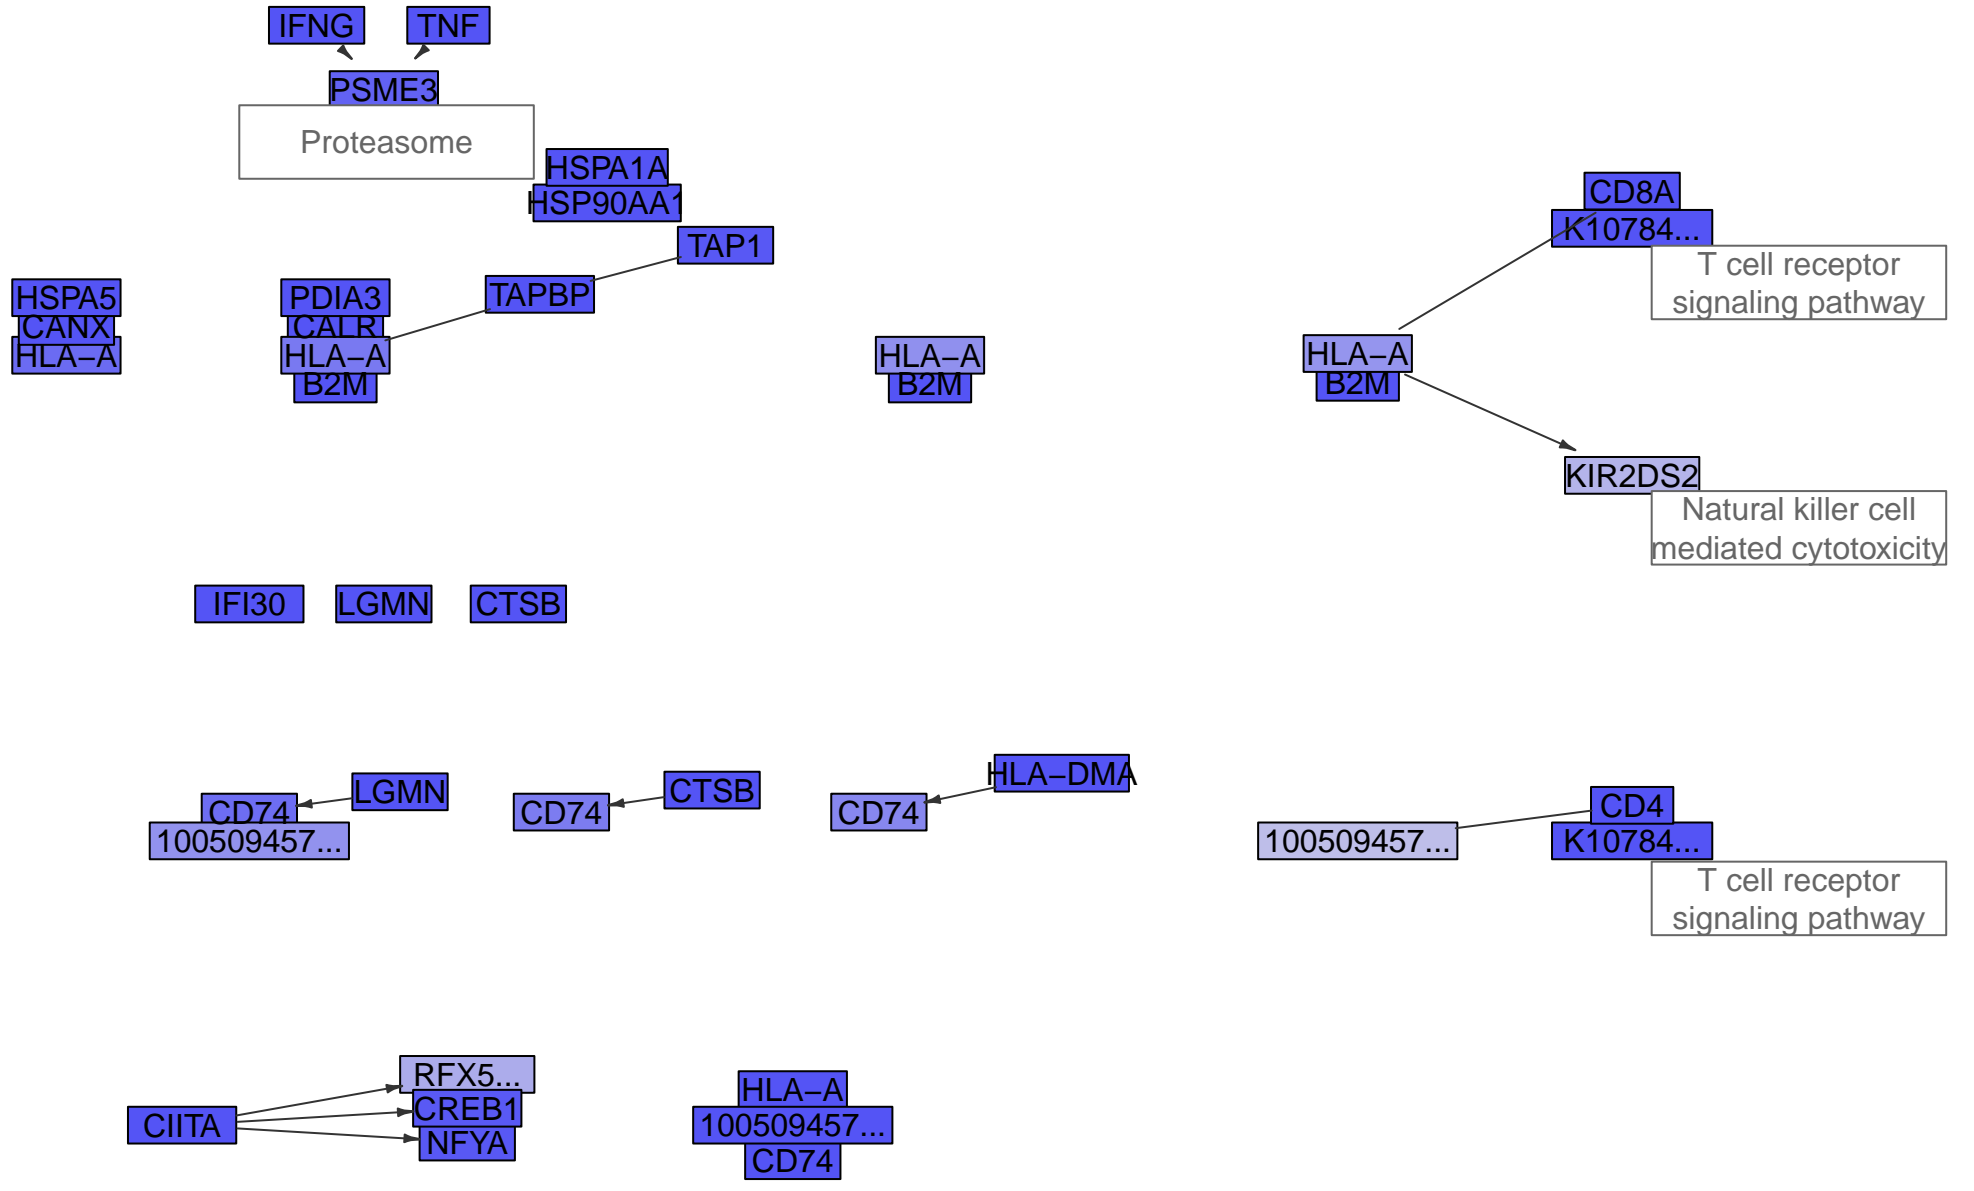 IFNG
TNF
PSME3
Proteasome
HSPA1A
HSP90AA1
TAP1
TAPBP
CD8A
K10784...
T cell receptor
signaling pathway
HSPA5
CANX
HLA−A
PDIA3
CALR
HLA−A
B2M
HLA−A
B2M
HLA−A
B2M
KIR2DS2
Natural killer cell
mediated cytotoxicity
IFI30
LGMN
CTSB
LGMN
CD74
100509457...
CTSB
CD74
HLA−DMA
CD74
CD4
100509457...
K10784...
T cell receptor
signaling pathway
CIITA
RFX5...
CREB1
NFYA
HLA−A
100509457...
CD74